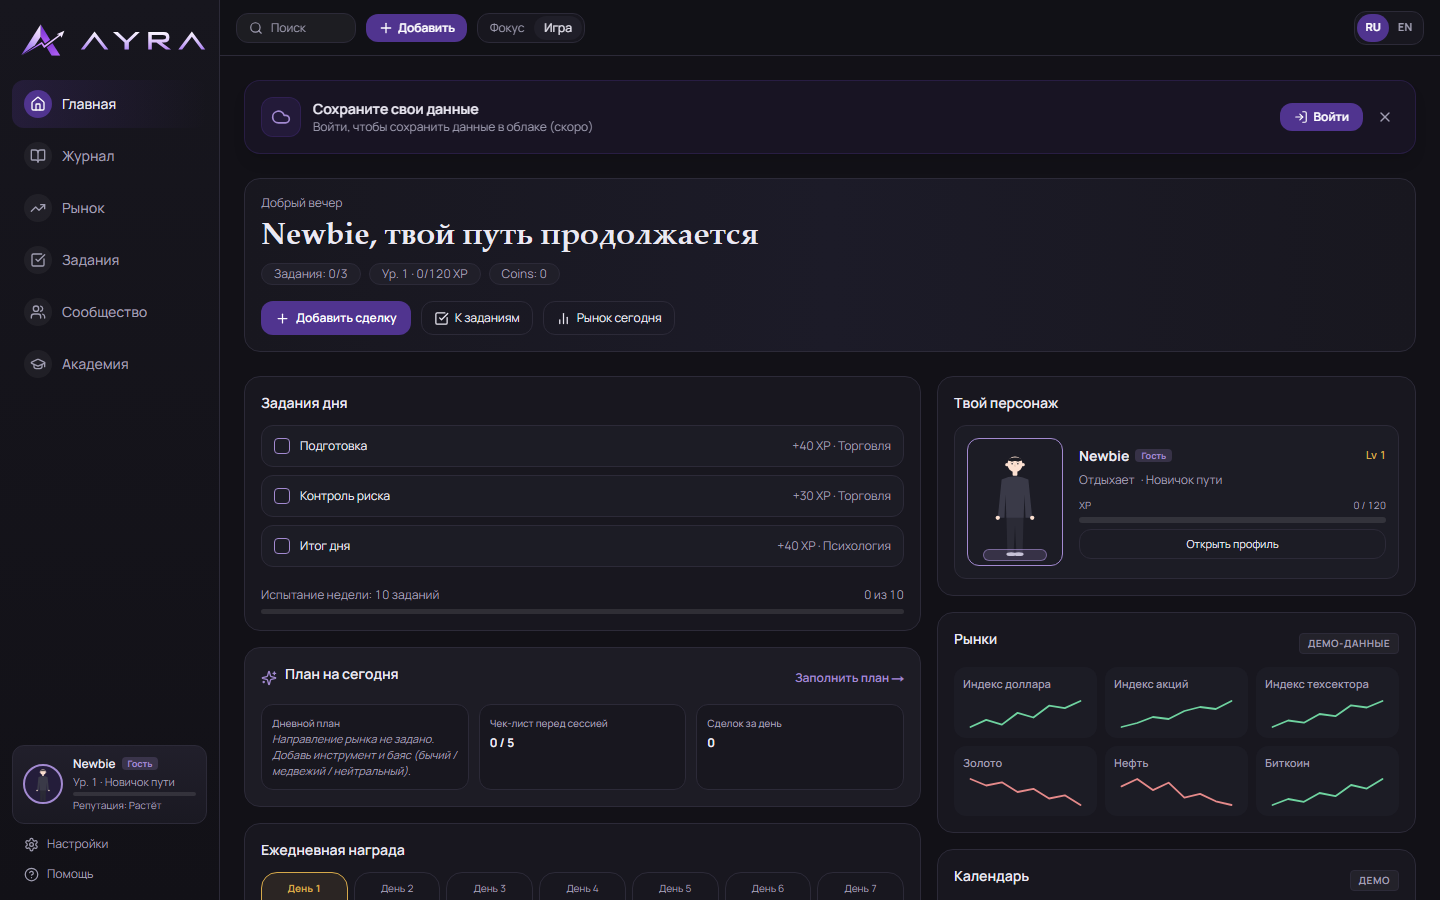 AYRA
Поиск
Добавить
Фокус
Игра
RU
EN
Главная
Журнал
Рынок
Задания
Сообщество
Академия
Newbie
Гость
Ур. 1 · Новичок пути
Репутация: Растёт
Настройки
Помощь
Сохраните свои данные
Войти, чтобы сохранить данные в облаке (скоро)
Войти
Добрый вечер
Newbie, твой путь продолжается
Задания: 0/3
Ур. 1 · 0/120 XP
Coins: 0
Добавить сделку
К заданиям
Рынок сегодня
Задания дня
Подготовка
+40 XP · Торговля
Контроль риска
+30 XP · Торговля
Итог дня
+40 XP · Психология
Испытание недели: 10 заданий
0 из 10
План на сегодня
Заполнить план →
Дневной план
Направление рынка не задано.
Добавь инструмент и баяс (бычий /
медвежий / нейтральный).
Чек-лист перед сессией
0 / 5
Сделок за день
0
Ежедневная награда
День 1
День 2
День 3
День 4
День 5
День 6
День 7
Твой персонаж
Newbie
Гость
Lv 1
Отдыхает · Новичок пути
XP
0 / 120
Открыть профиль
Рынки
ДЕМО-ДАННЫЕ
Индекс доллара
Индекс акций
Индекс техсектора
Золото
Нефть
Биткоин
Календарь
ДЕМО